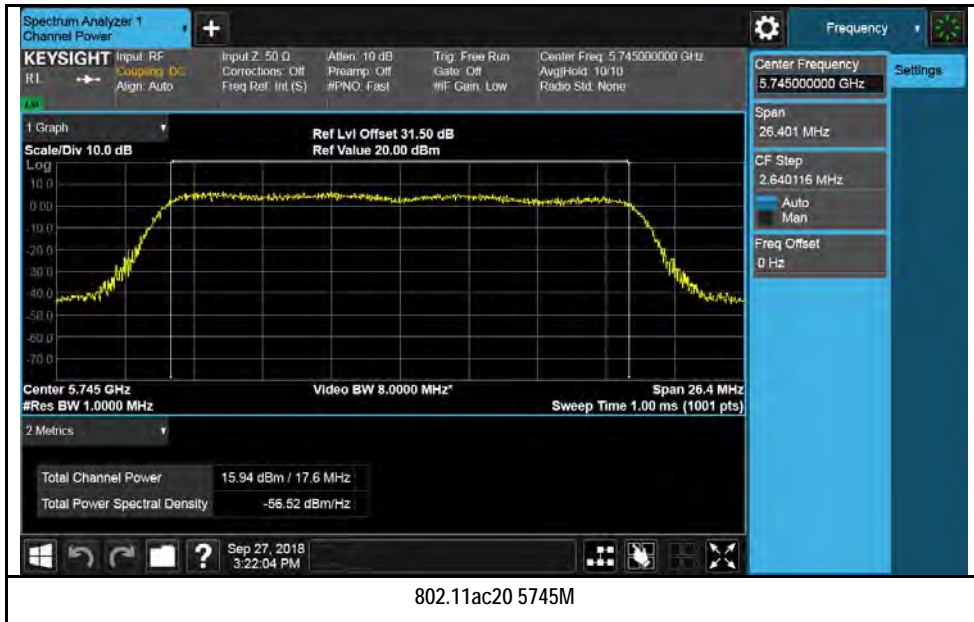 Spectrum Analyzer 1
Channel Power
+
Frequency
KEYSIGHT
Input: RF
Input Z: 50 Ω
Atten: 10 dB
Trig: Free Run
Center Freq: 5.745000000 GHz
RL
Coupling: DC
Corrections: Off
Preamp: Off
Gate: Off
Avg|Hold: 10/10
Align: Auto
Freq Ref: Int (S)
#PNO: Fast
#IF Gain: Low
Radio Std: None
Center Frequency
5.745000000 GHz
Settings
Span
26.401 MHz
CF Step
2.640116 MHz
Auto
Man
Freq Offset
0 Hz
1 Graph
Ref Lvl Offset 31.50 dB
Scale/Div 10.0 dB
Ref Value 20.00 dBm
Log
10.0
0.00
-10.0
-20.0
-30.0
-40.0
-50.0
-60.0
-70.0
Center 5.745 GHz
Video BW 8.0000 MHz*
Span 26.4 MHz
#Res BW 1.0000 MHz
Sweep Time 1.00 ms (1001 pts)
2 Metrics
Total Channel Power 15.94 dBm / 17.6 MHz
Total Power Spectral Density -56.52 dBm/Hz
?
Sep 27, 2018
3:22:04 PM
802.11ac20 5745M